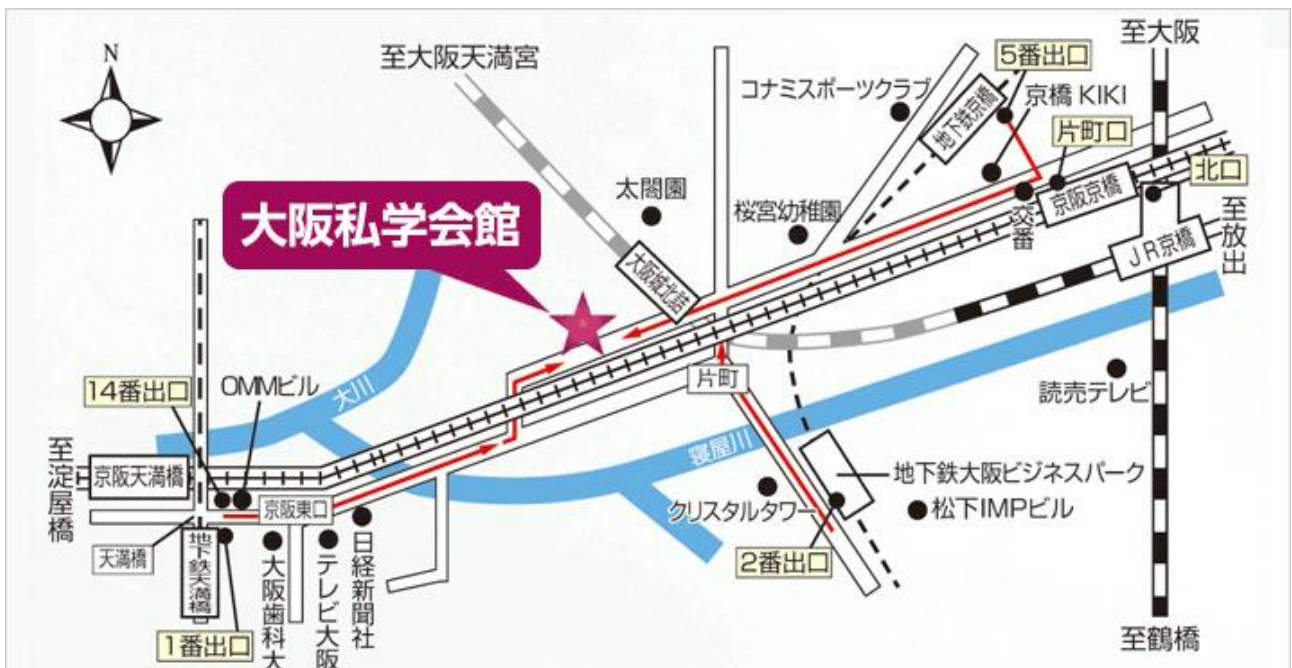 N
至大阪天満宮
至大阪
5番出口
コナミスポーツクラブ
京橋 KIKI
地下鉄京橋
片町口
太閤園
北口
大阪私学会館
桜宮幼稚園
交番
京阪京橋
至放出
JR京橋
大阪城北詰
片町
14番出口
OMMビル
大川
読売テレビ
至淀屋橋
京阪天満橋
寝屋川
地下鉄大阪ビジネスパーク
京阪東口
クリスタルタワー
松下IMPビル
天満橋
地下鉄天満橋
2番出口
1番出口
大阪歯科大
テレビ大阪
日経新聞社
至鶴橋